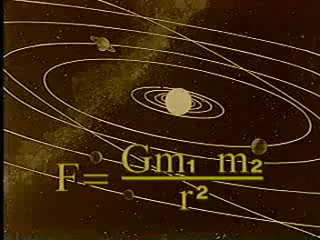 F = Gm₁ m₂
r²